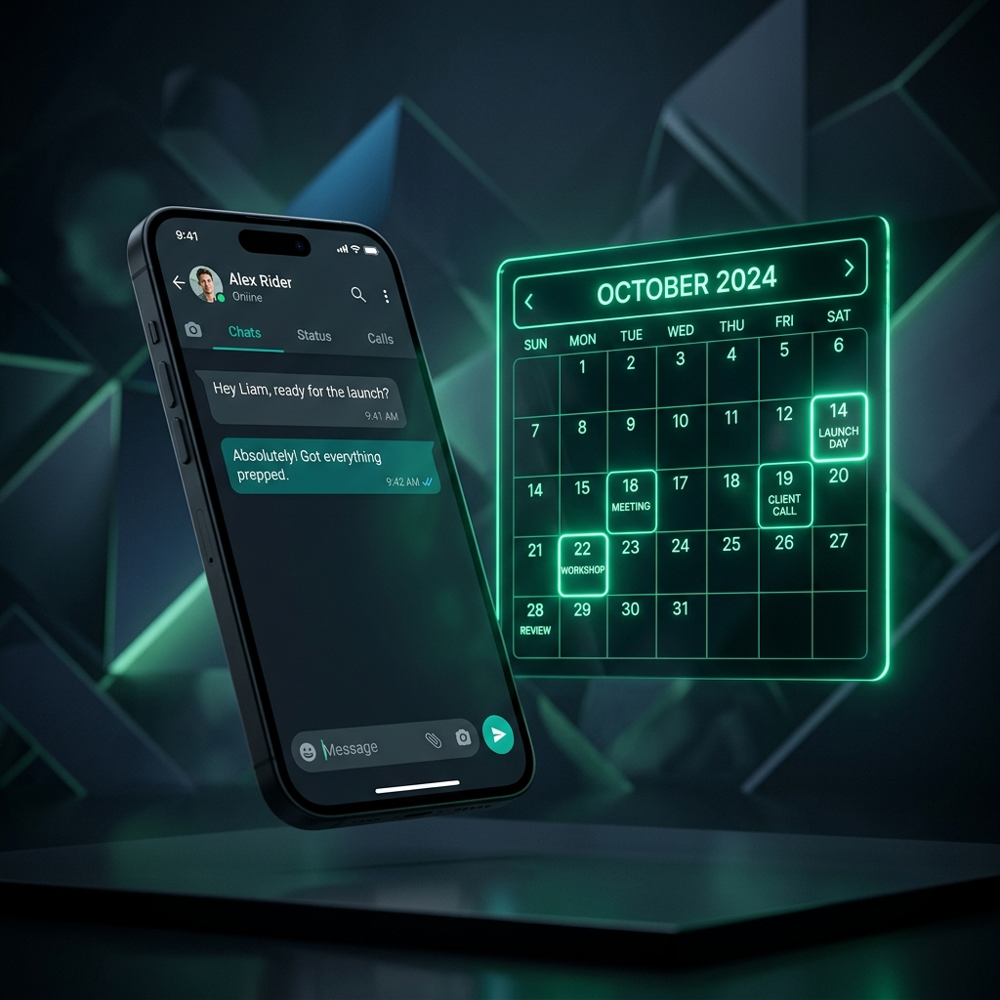 9:41
Alex Rider
Oniine
Chats Status Calls
Hey Liam, ready for the launch?
9.41 AM
Absolutely! Got everything
prepped.
9:42 AM
Message
OCTOBER 2024
SUN MON TUE WED THU FRI SAT
1 2 3 4 5 6
7 8 9 10 11 12 14
LAUNCH
DAY
14 15 18 17 18 19 20
MEETING
CLIENT
CALL
21 22 23 24 25 26 27
WORKSHOP
28 29 30 31
REVIEW